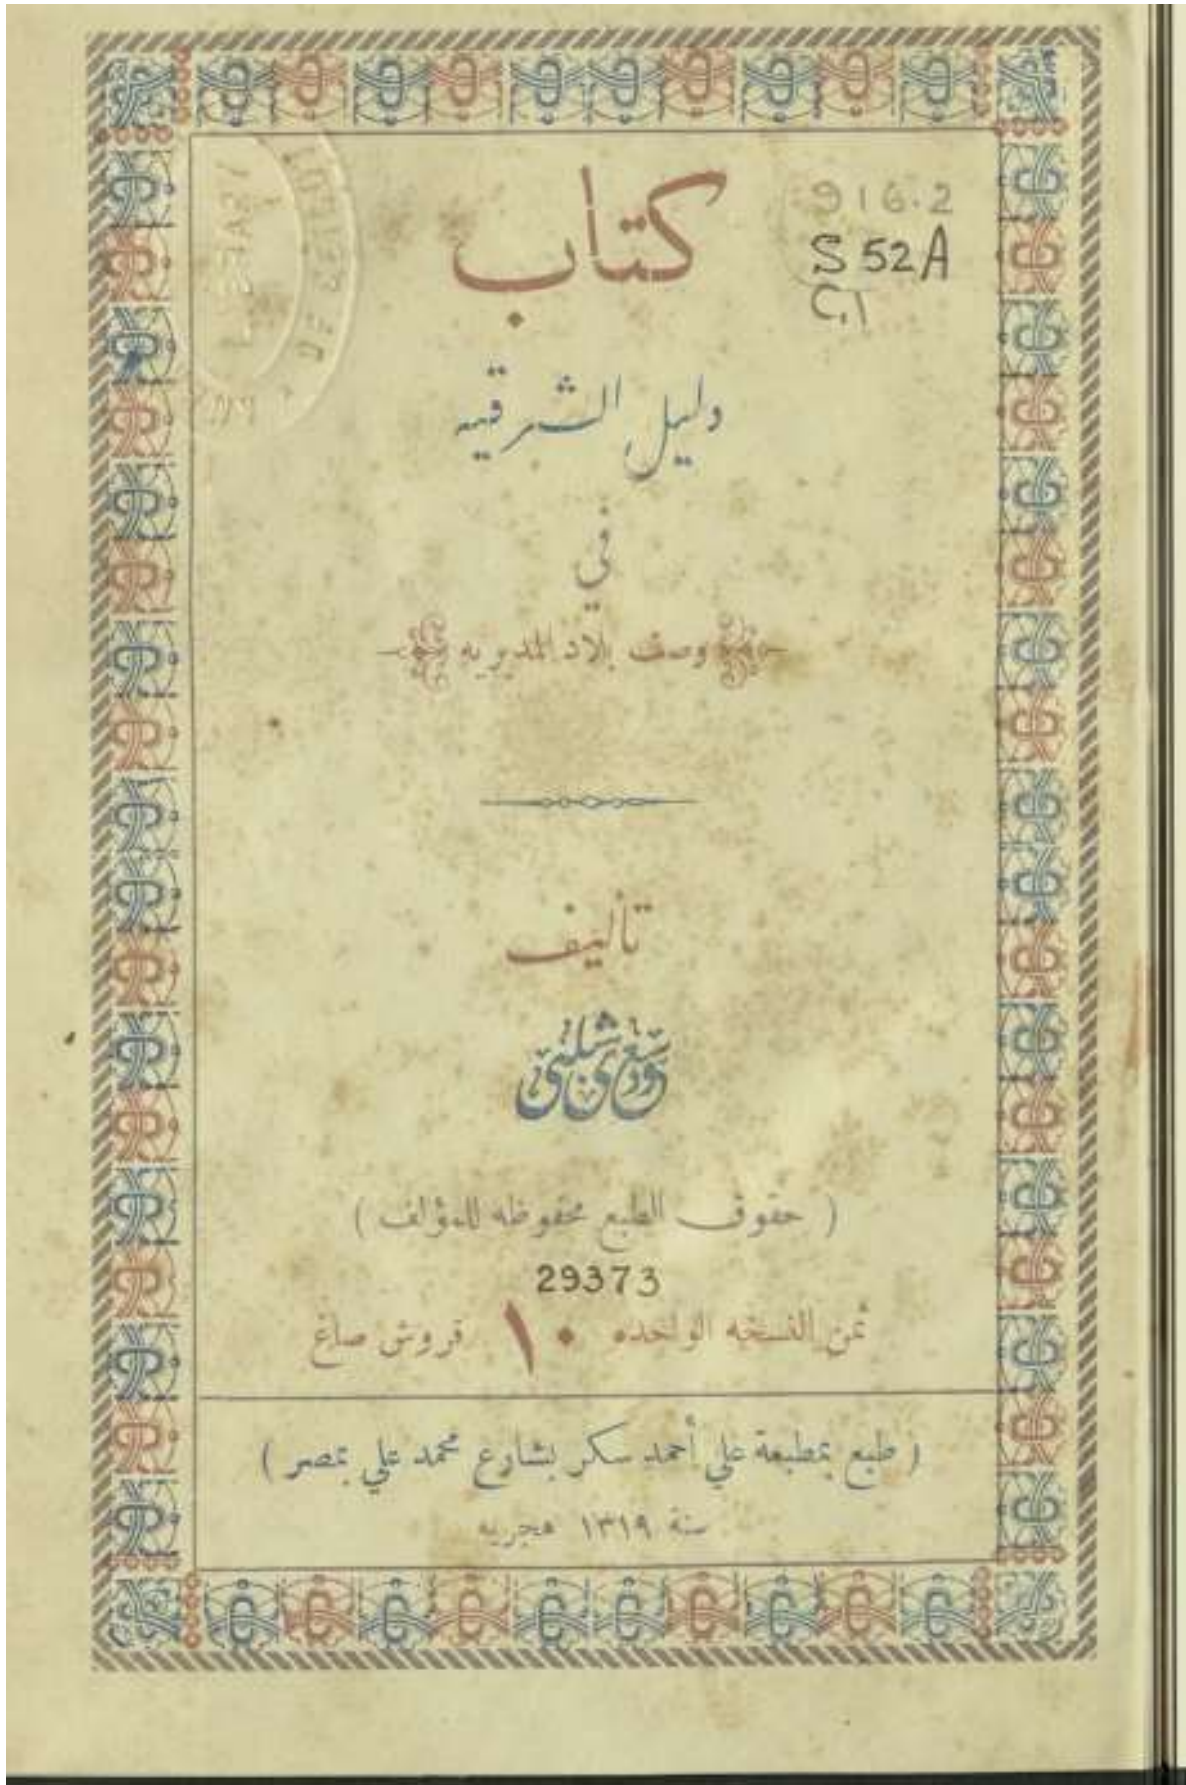 كتاب
916.2
S52A
C.1
دليل الشرقيه
في
وصف بلاد المديريه
تأليف
شلبي
( حقوق الطبع محفوظه للمؤلف )
29373
ثمن النسخه الواحده ١٠ قروش صاغ
( طبع بمطبعة علي أحمد سكر بشارع محمد علي بمصر )
سنة ١٣١٩ هجريه